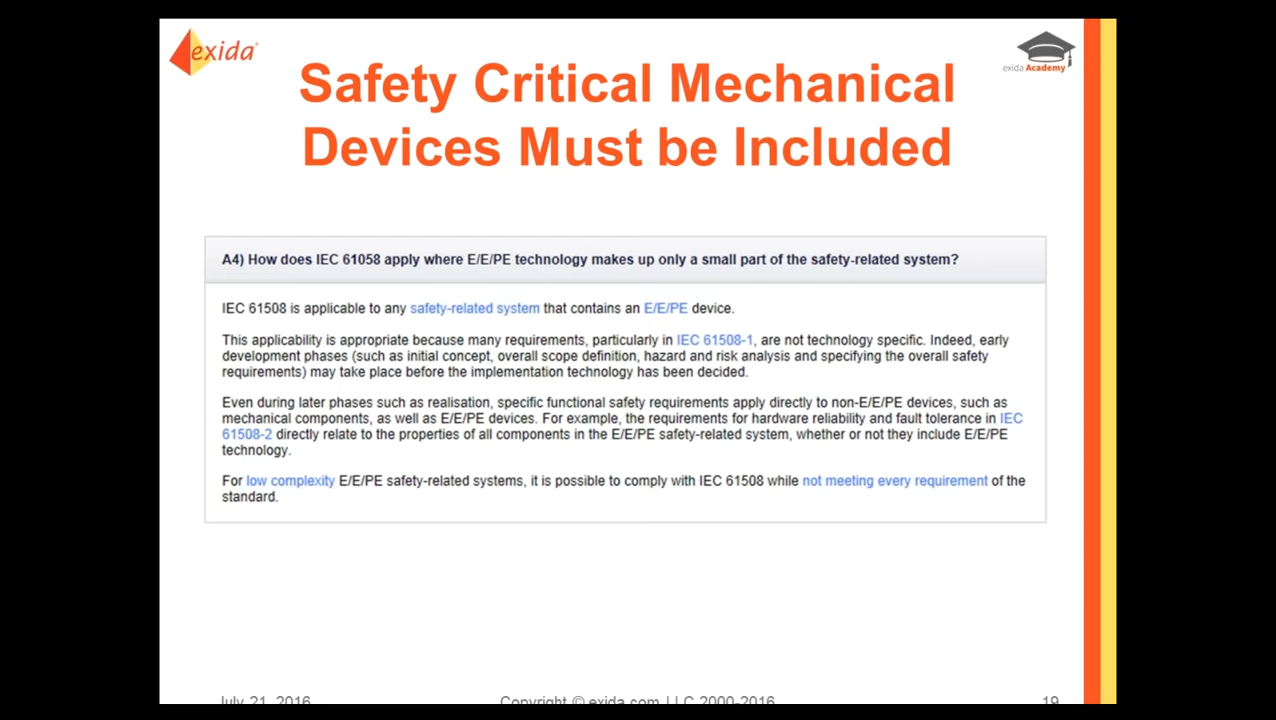 exida
exida Academy
Safety Critical Mechanical
Devices Must be Included
A4) How does IEC 61058 apply where E/E/PE technology makes up only a small part of the safety-related system?
IEC 61508 is applicable to any safety-related system that contains an E/E/PE device.
This applicability is appropriate because many requirements, particularly in IEC 61508-1, are not technology specific. Indeed, early
development phases (such as initial concept, overall scope definition, hazard and risk analysis and specifying the overall safety
requirements) may take place before the implementation technology has been decided.
Even during later phases such as realisation, specific functional safety requirements apply directly to non-E/E/PE devices, such as
mechanical components, as well as E/E/PE devices. For example, the requirements for hardware reliability and fault tolerance in IEC
61508-2 directly relate to the properties of all components in the E/E/PE safety-related system, whether or not they include E/E/PE
technology.
For low complexity E/E/PE safety-related systems, it is possible to comply with IEC 61508 while not meeting every requirement of the
standard.
July 21, 2016
Copyright © exida.com LLC 2000-2016
19